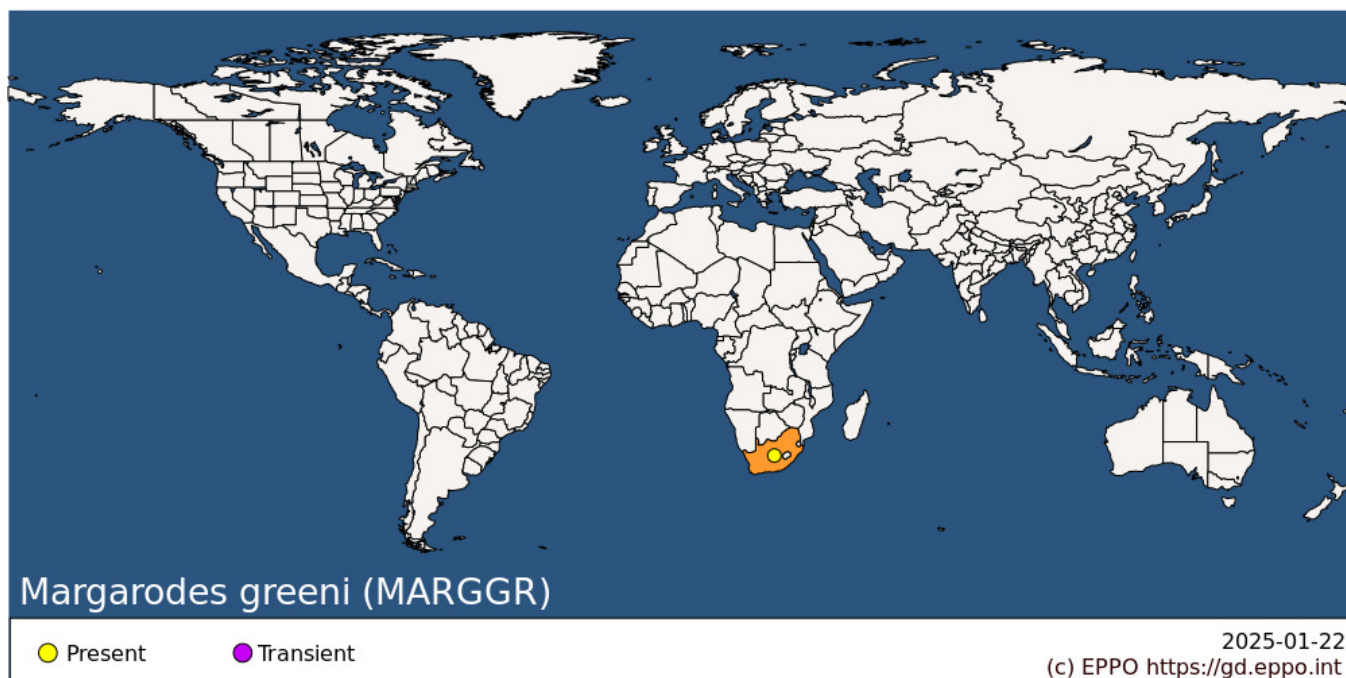 Margarodes greeni (MARGGR)
Present
Transient
2025-01-22
(c) EPPO https://gd.eppo.int